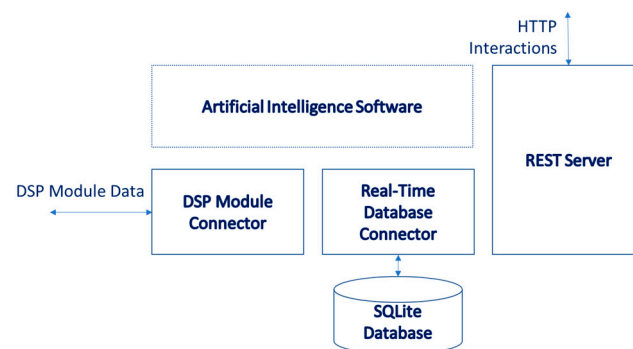 HTTP
Interactions
Artificial Intelligence Software
REST Server
DSP Module Data
DSP Module
Connector
Real-Time
Database
Connector
SQLite
Database